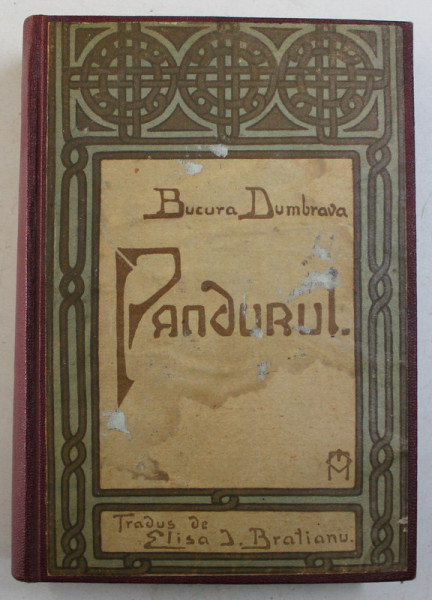 Bucura Dumbrava
Pandurul.
Tradus de
Elisa I. Bratianu.